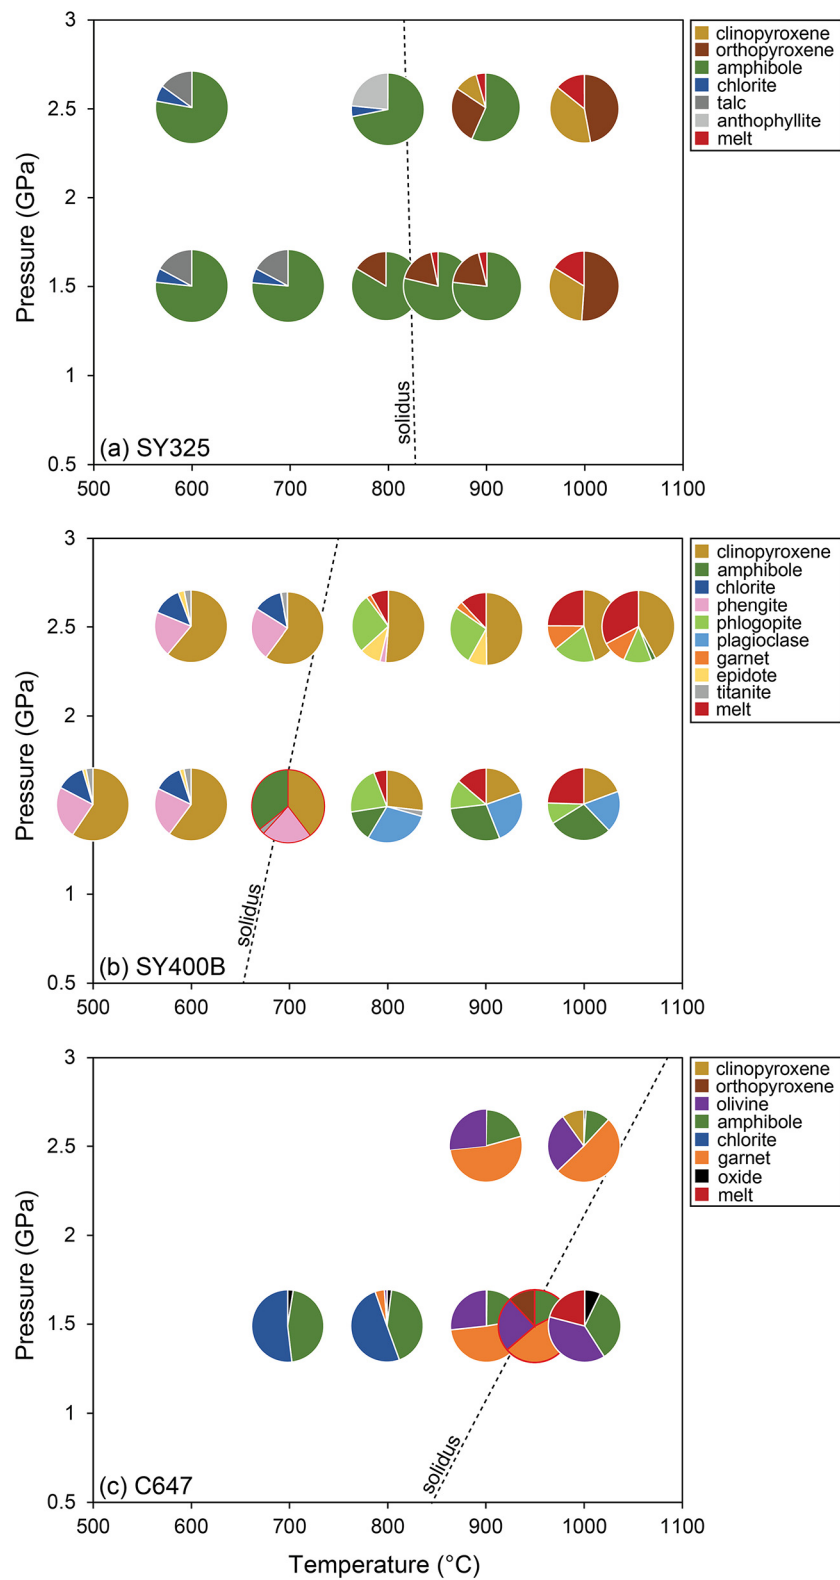 3
2.5
2
1.5
1
0.5
Pressure (GPa)
solidus
(a) SY325
500
600
700
800
900
1000
1100
clinopyroxene
orthopyroxene
amphibole
chlorite
talc
anthophyllite
melt
3
2.5
2
1.5
1
0.5
Pressure (GPa)
solidus
(b) SY400B
500
600
700
800
900
1000
1100
clinopyroxene
amphibole
chlorite
phengite
phlogopite
plagioclase
garnet
epidote
titanite
melt
3
2.5
2
1.5
1
0.5
Pressure (GPa)
solidus
(c) C647
500
600
700
800
900
1000
1100
Temperature (°C)
clinopyroxene
orthopyroxene
olivine
amphibole
chlorite
garnet
oxide
melt